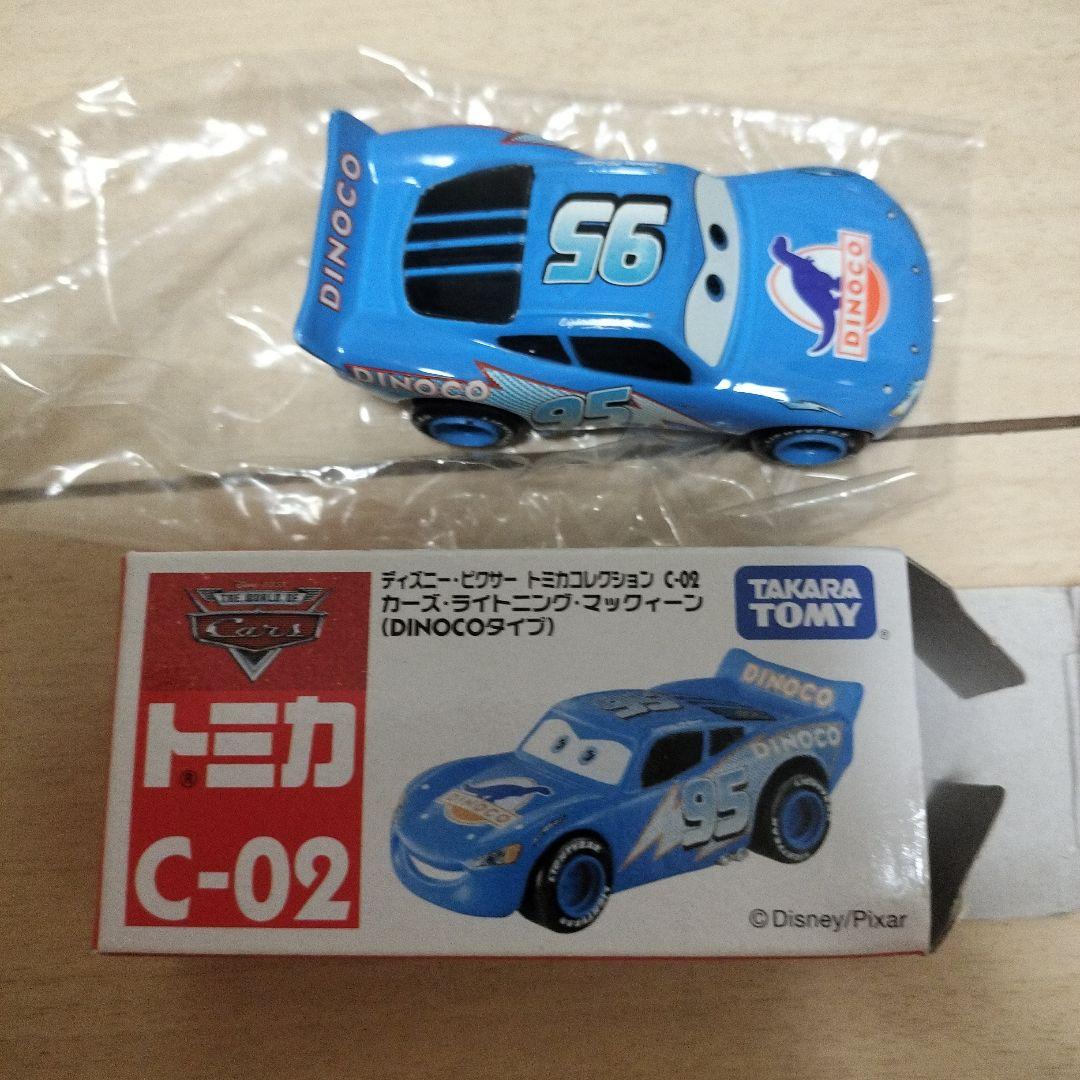 DINOCO
95
DINOCO
DINOCO
95
THE WORLD OF
Cars
トミカ®
C-02
ディズニー・ピクサー トミカコレクション C-02
カーズ・ライトニング・マックィーン
(DINOCOタイプ)
TAKARA
TOMY®
DINOCO
DINOCO
95
95
DINOCO
LIGHTYEAR
©Disney/Pixar